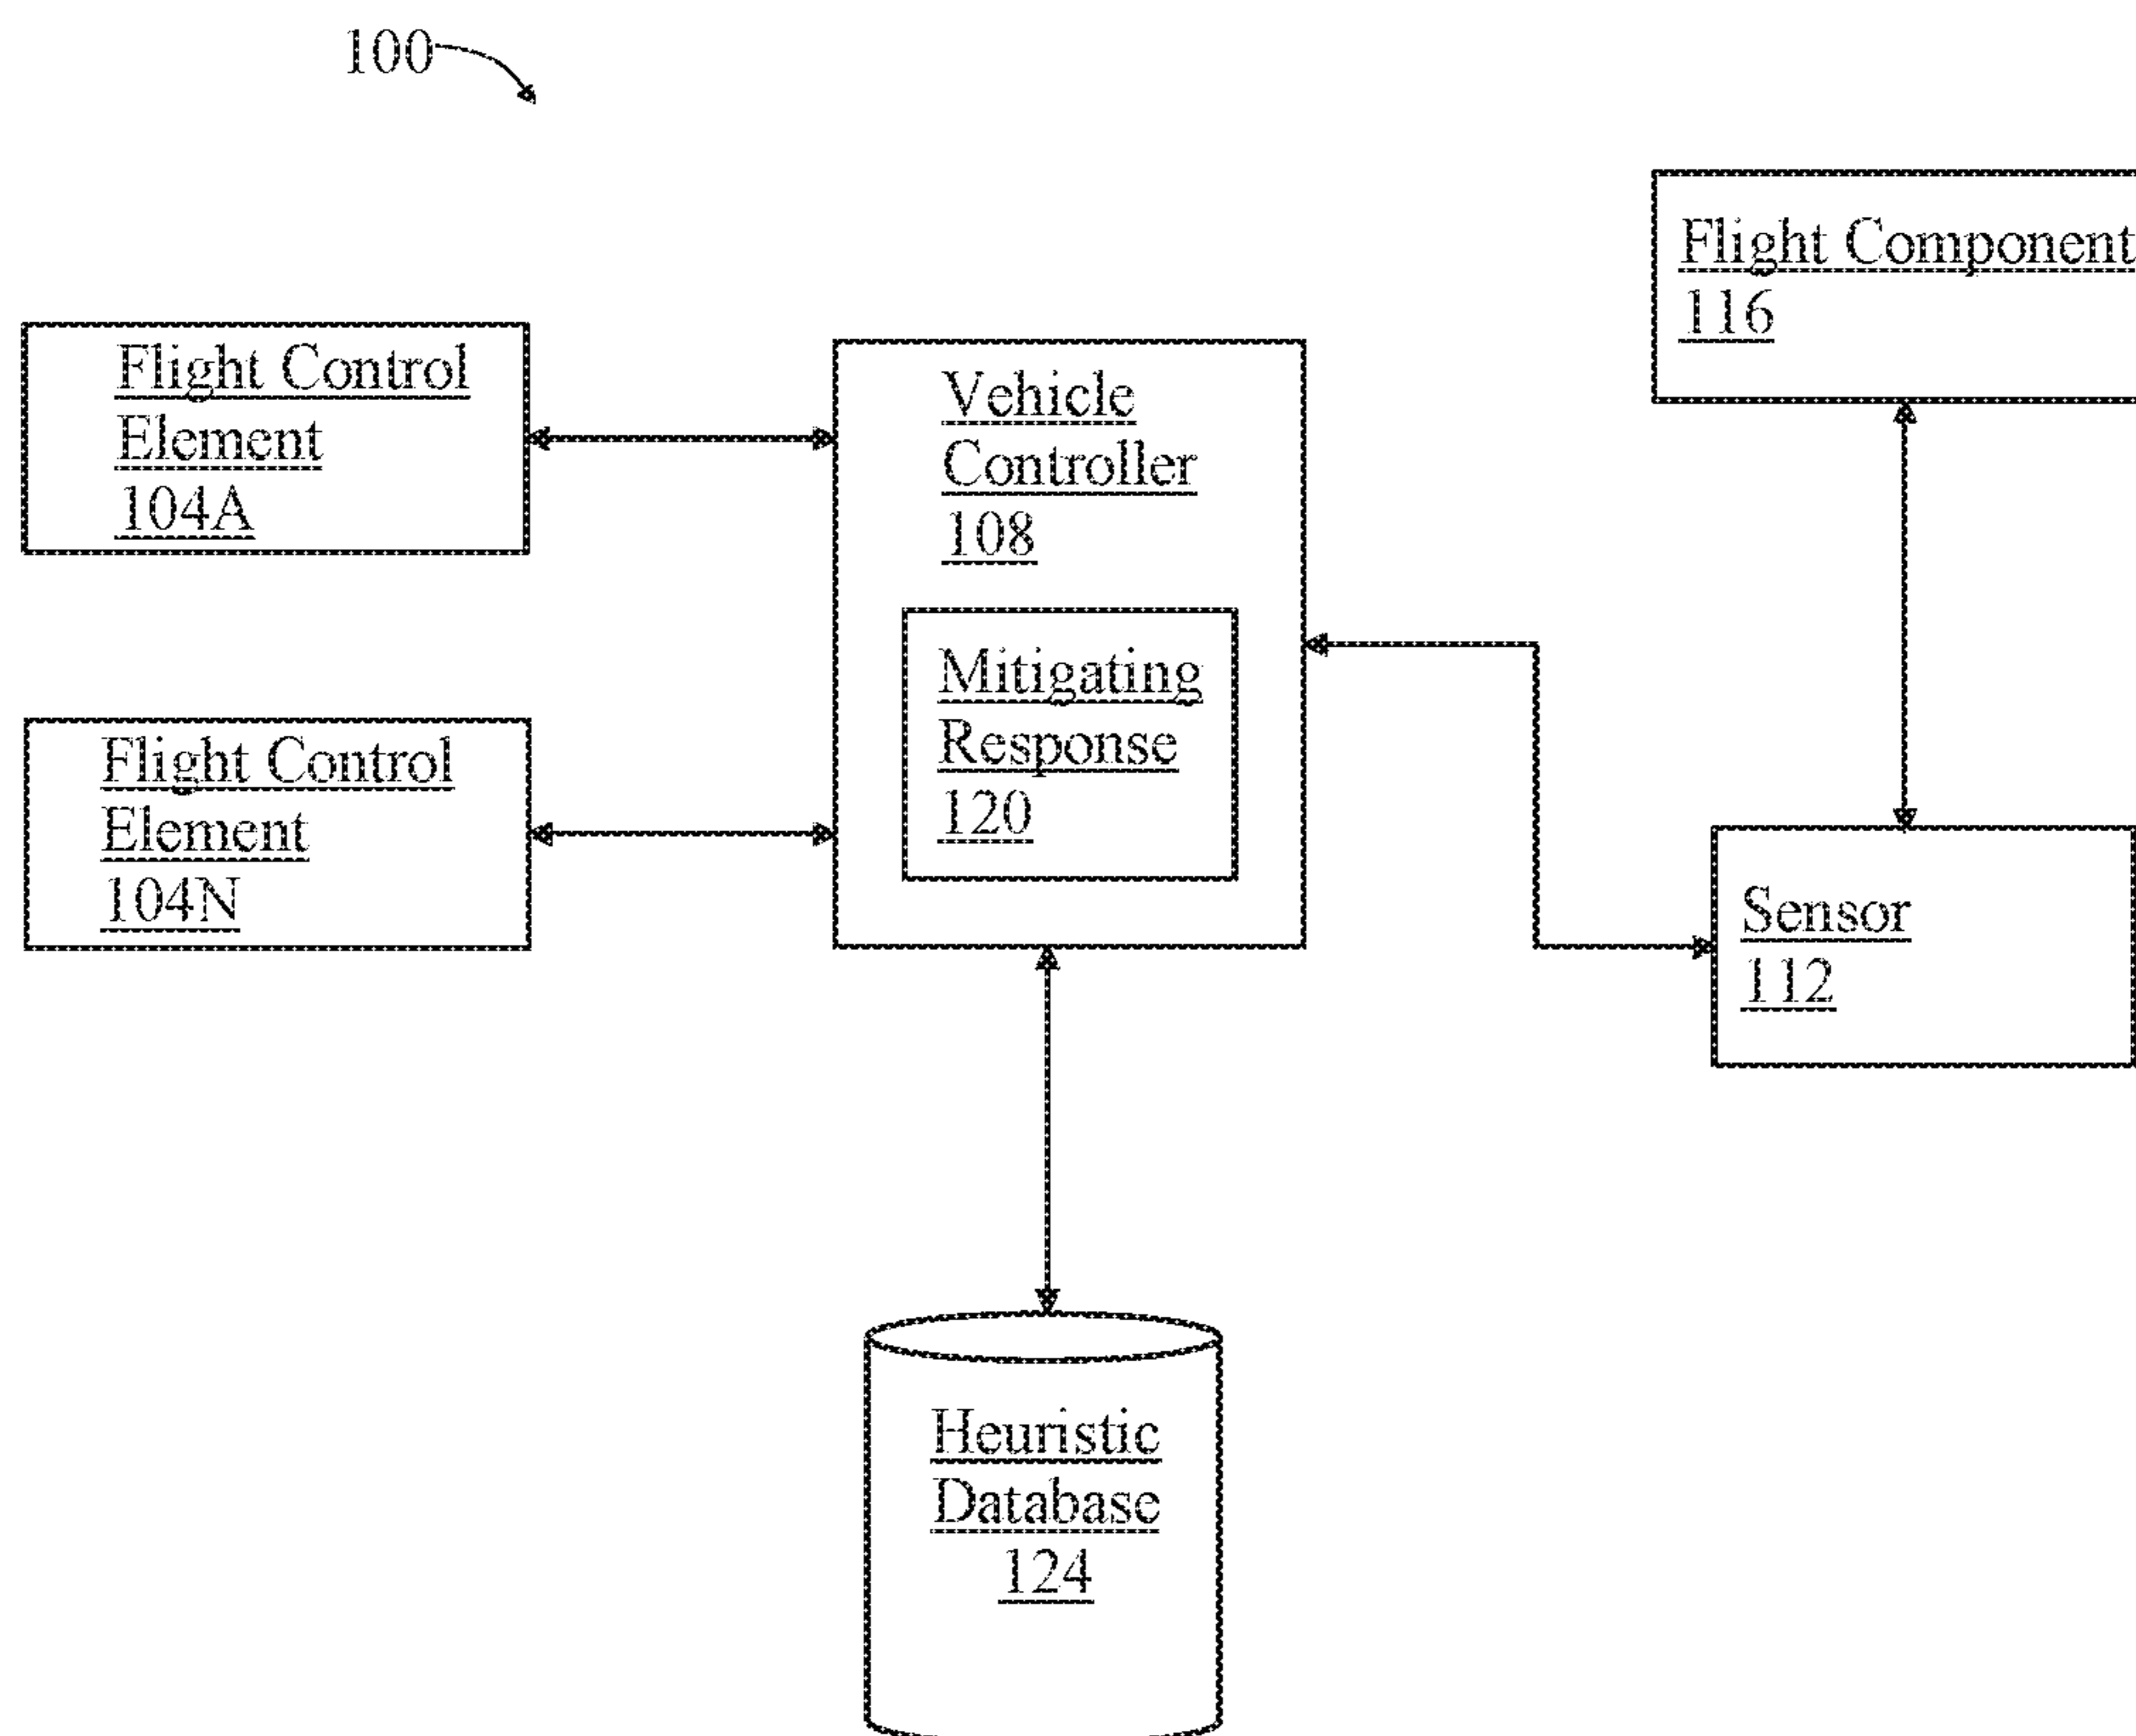 100
Flight Component
116
Flight Control
Element
104A
Vehicle
Controller
108
Mitigating
Response
120
Flight Control
Element
104N
Sensor
112
Heuristic
Database
124